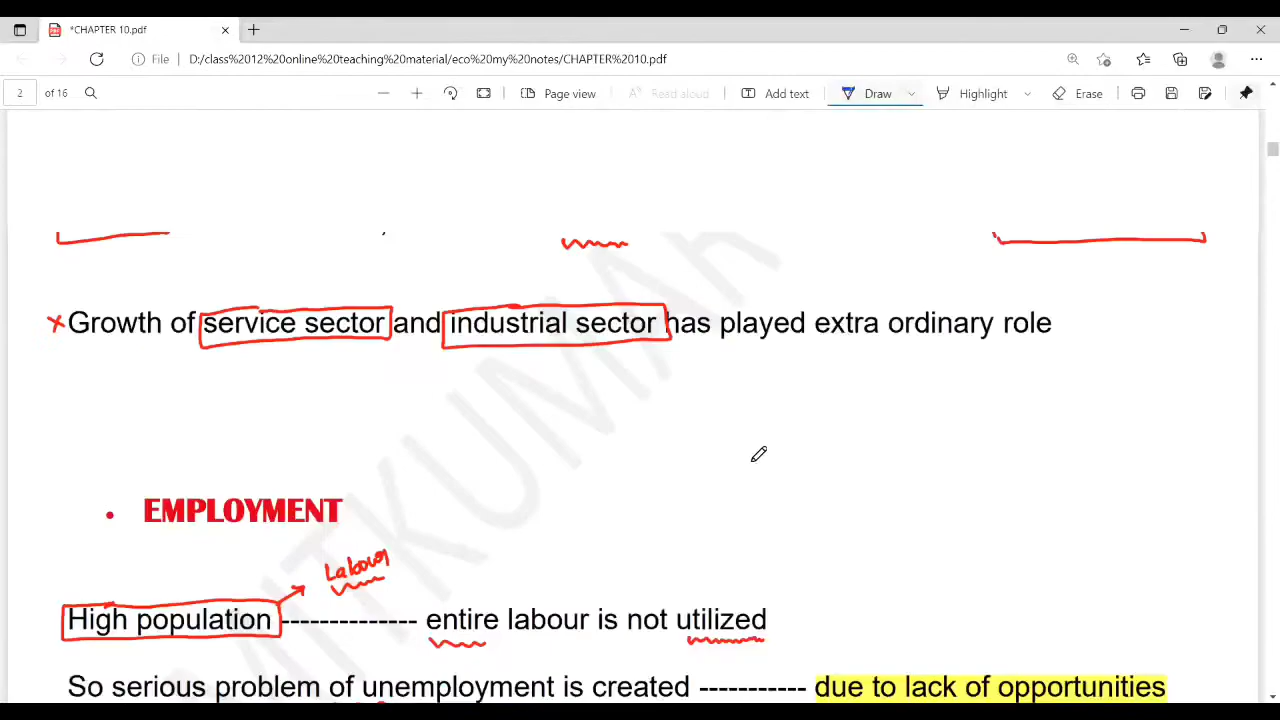 *CHAPTER 10.pdf
File D:/class%2012%20online%20teaching%20material/eco%20my%20notes/CHAPTER%2010.pdf
2 of 16 Page view Read aloud Add text Draw Highlight Erase
Growth of service sector and industrial sector has played extra ordinary role
• EMPLOYMENT
Labour
High population -------------- entire labour is not utilized
So serious problem of unemployment is created ----------- due to lack of opportunities